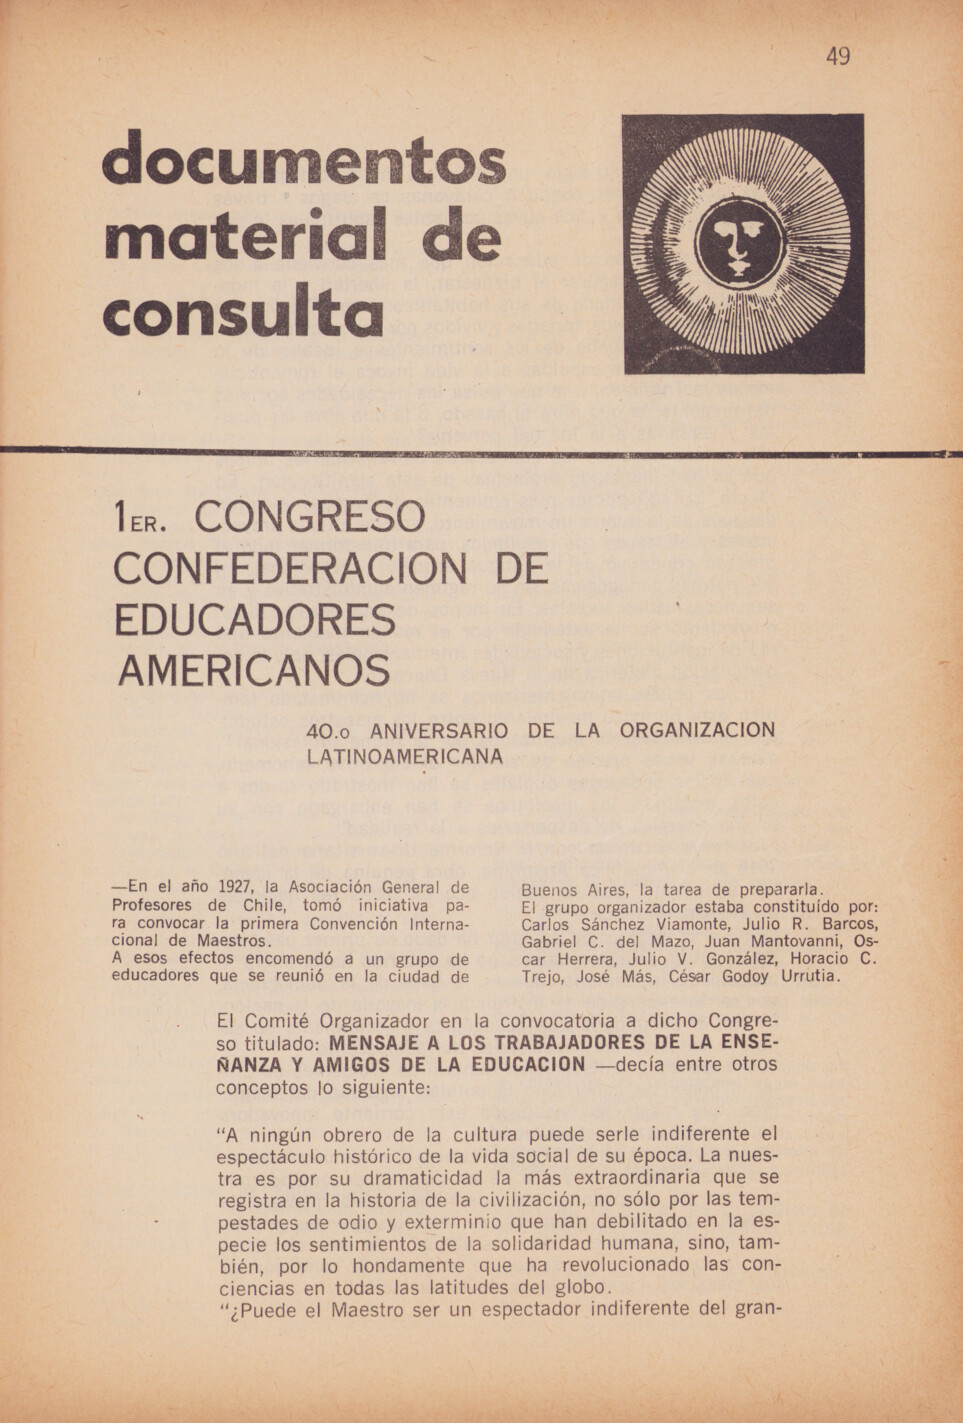 49
documentos
material de
consulta
1ER. CONGRESO
CONFEDERACION DE
EDUCADORES
AMERICANOS
40.o ANIVERSARIO DE LA ORGANIZACION
LATINOAMERICANA
—En el año 1927, la Asociación General de
Profesores de Chile, tomó iniciativa pa-
ra convocar la primera Convención Interna-
cional de Maestros.
A esos efectos encomendó a un grupo de
educadores que se reunió en la ciudad de
Buenos Aires, la tarea de prepararla.
El grupo organizador estaba constituído por:
Carlos Sánchez Viamonte, Julio R. Barcos,
Gabriel C. del Mazo, Juan Mantovanni, Os-
car Herrera, Julio V. González, Horacio C.
Trejo, José Más, César Godoy Urrutia.
El Comité Organizador en la convocatoria a dicho Congre-
so titulado: MENSAJE A LOS TRABAJADORES DE LA ENSE-
ÑANZA Y AMIGOS DE LA EDUCACION —decía entre otros
conceptos lo siguiente:
“A ningún obrero de la cultura puede serle indiferente el
espectáculo histórico de la vida social de su época. La nues-
tra es por su dramaticidad la más extraordinaria que se
registra en la historia de la civilización, no sólo por las tem-
pestades de odio y exterminio que han debilitado en la es-
pecie los sentimientos de la solidaridad humana, sino, tam-
bién, por lo hondamente que ha revolucionado las con-
ciencias en todas las latitudes del globo.
“¿Puede el Maestro ser un espectador indiferente del gran-